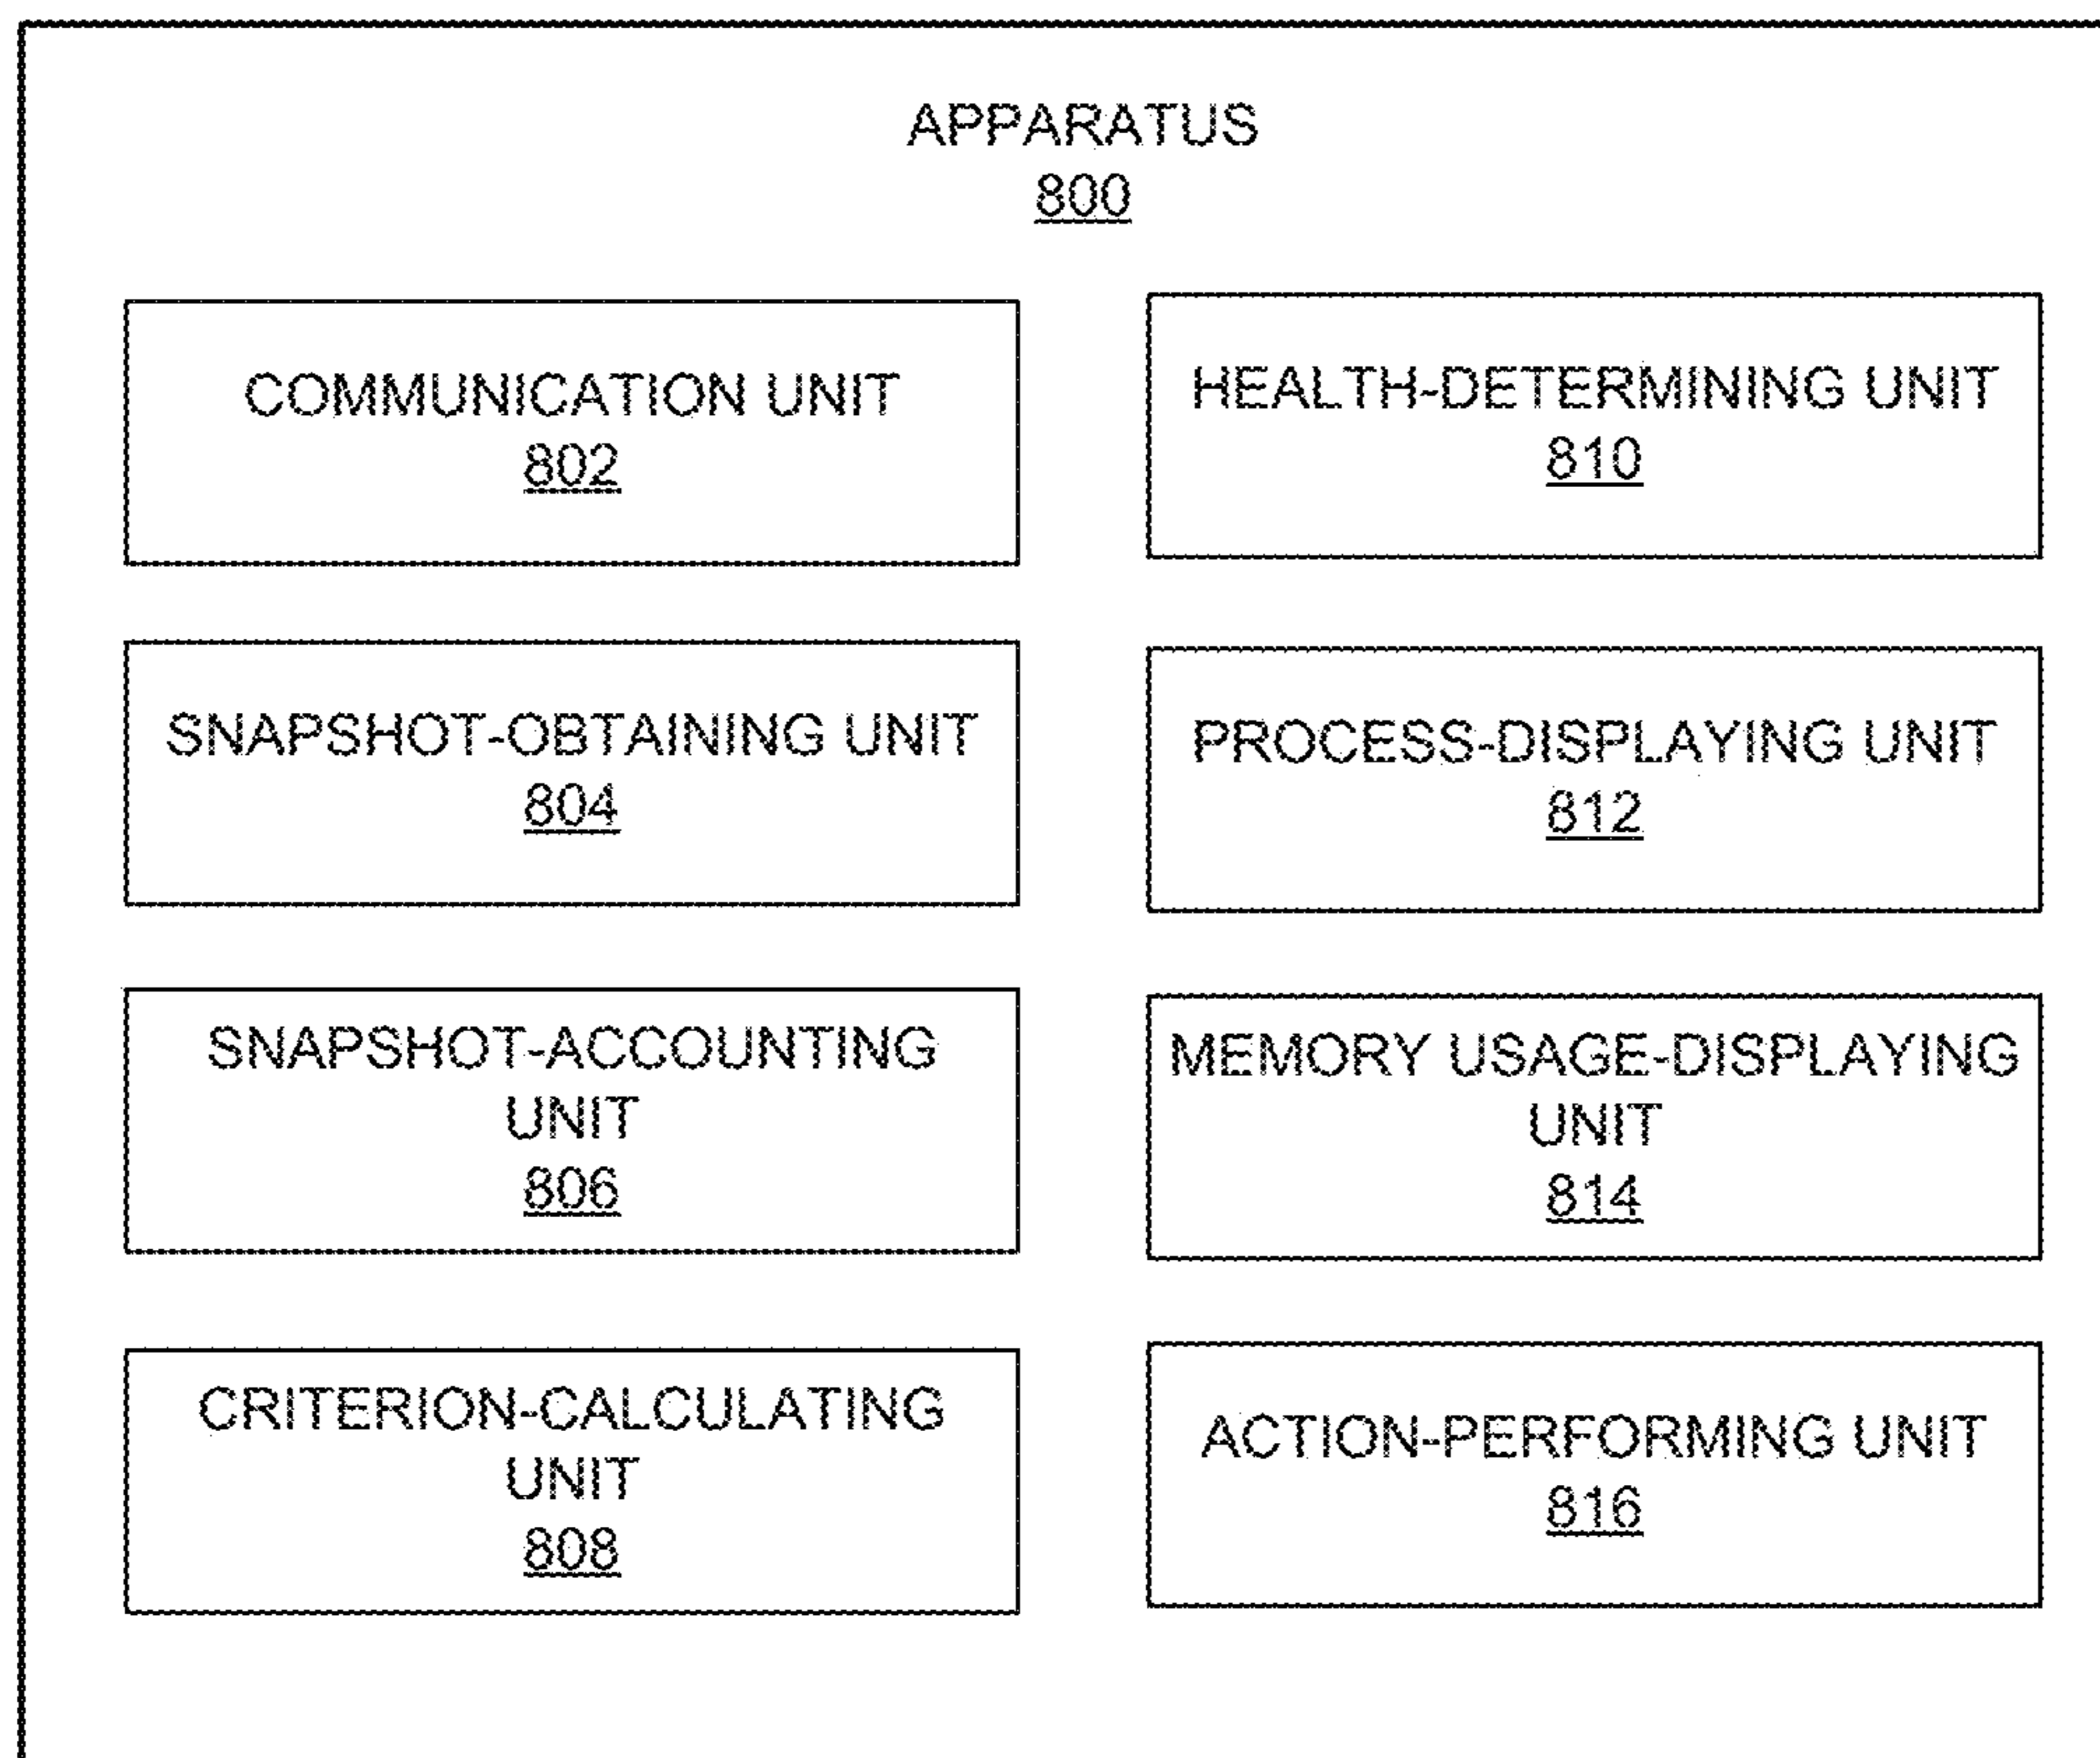 APPARATUS
800
COMMUNICATION UNIT
802
SNAPSHOT-OBTAINING UNIT
804
SNAPSHOT-ACCOUNTING
UNIT
806
CRITERION-CALCULATING
UNIT
808
HEALTH-DETERMINING UNIT
810
PROCESS-DISPLAYING UNIT
812
MEMORY USAGE-DISPLAYING
UNIT
814
ACTION-PERFORMING UNIT
816